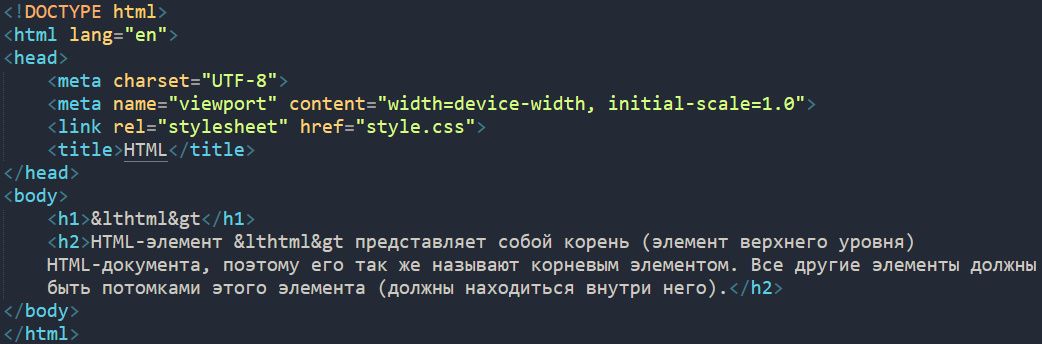 <!DOCTYPE html>
<html lang="en">
<head>
    <meta charset="UTF-8">
    <meta name="viewport" content="width=device-width, initial-scale=1.0">
    <link rel="stylesheet" href="style.css">
    <title>HTML</title>
</head>
<body>
    <h1>&lthtml&gt</h1>
    <h2>HTML-элемент &lthtml&gt представляет собой корень (элемент верхнего уровня)
    HTML-документа, поэтому его так же называют корневым элементом. Все другие элементы должны
    быть потомками этого элемента (должны находиться внутри него).</h2>
</body>
</html>